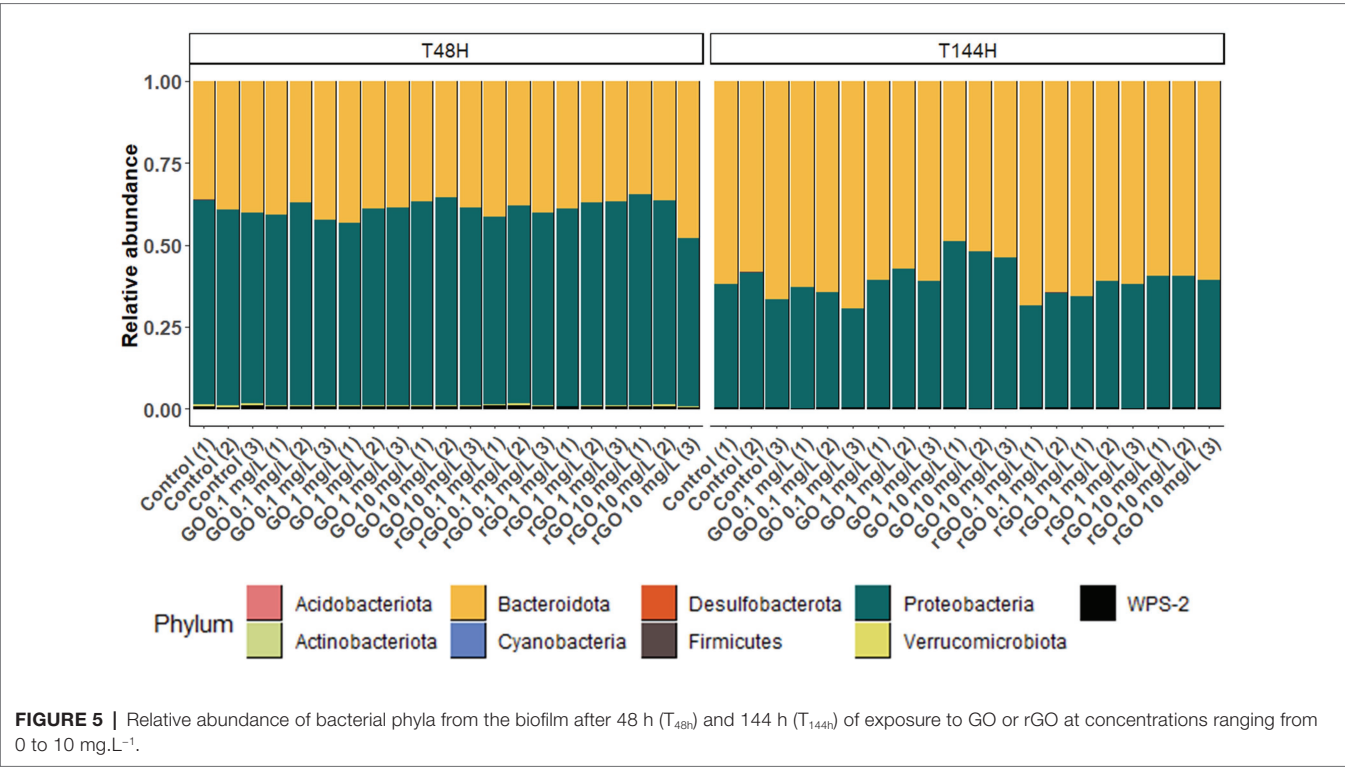 T48H
T144H
1.00
0.75
0.50
0.25
0.00
Relative abundance
Control (1)
Control (2)
Control (3)
GO 0.1 mg/L (1)
GO 0.1 mg/L (2)
GO 0.1 mg/L (3)
GO 1 mg/L (1)
GO 1 mg/L (2)
GO 1 mg/L (3)
GO 10 mg/L (1)
GO 10 mg/L (2)
GO 10 mg/L (3)
rGO 0.1 mg/L (1)
rGO 0.1 mg/L (2)
rGO 0.1 mg/L (3)
rGO 1 mg/L (1)
rGO 1 mg/L (2)
rGO 1 mg/L (3)
rGO 10 mg/L (1)
rGO 10 mg/L (2)
rGO 10 mg/L (3)
Control (1)
Control (2)
Control (3)
GO 0.1 mg/L (1)
GO 0.1 mg/L (2)
GO 0.1 mg/L (3)
GO 1 mg/L (1)
GO 1 mg/L (2)
GO 1 mg/L (3)
GO 10 mg/L (1)
GO 10 mg/L (2)
GO 10 mg/L (3)
rGO 0.1 mg/L (1)
rGO 0.1 mg/L (2)
rGO 1 mg/L (1)
rGO 1 mg/L (2)
rGO 1 mg/L (3)
rGO 10 mg/L (1)
rGO 10 mg/L (2)
rGO 10 mg/L (3)
Phylum
Acidobacteriota
Bacteroidota
Desulfobacterota
Proteobacteria
WPS-2
Actinobacteriota
Cyanobacteria
Firmicutes
Verrucomicrobiota
FIGURE 5 | Relative abundance of bacterial phyla from the biofilm after 48 h (T48h) and 144 h (T144h) of exposure to GO or rGO at concentrations ranging from
0 to 10 mg.L−1.